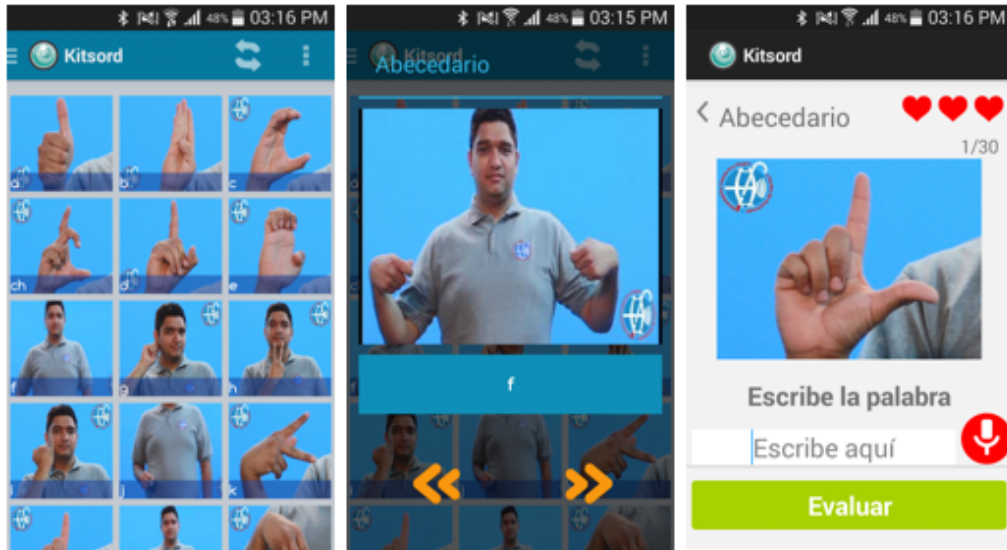 48% 03:16 PM
Kitsord
a
b
c
ch
d
e
f
g
h
i
j
k
48% 03:15 PM
Kitsord
Abecedario
f
48% 03:16 PM
Kitsord
Abecedario
1/30
Escribe la palabra
Escribe aquí
Evaluar